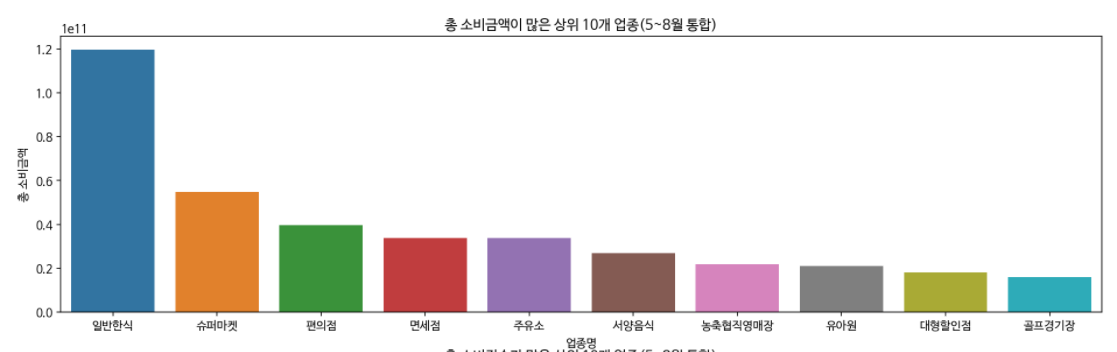 총 소비금액이 많은 상위 10개 업종(5~8월 통합)
1e11
1.2
1.0
0.8
0.6
0.4
0.2
0.0
총 소비금액
일반한식 슈퍼마켓 편의점 면세점 주유소 서양음식 농축협직영매장 유아원 대형할인점 골프경기장
업종명